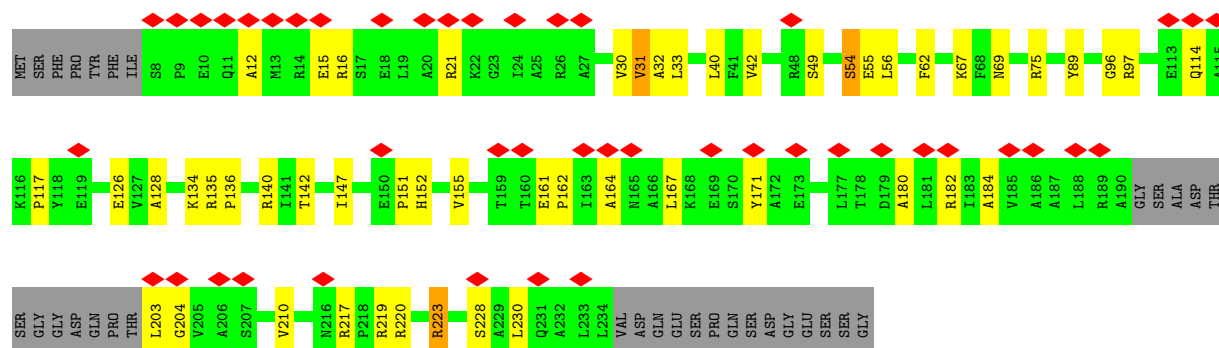 MET SER PHE PRO TYR PHE ILE S8 P9 E10 Q11 A12 M13 R14 E15 R16 S17 E18 L19 A20 R21 K22 G23 I24 A25 R26 A27 V30 V31 A32 L33 L40 F41 V42 R48 S49 S54 E55 L56 F62 K67 F68 N69 R75 Y89 G96 R97 E113 Q114 A115
K116 P117 Y118 E119 E126 V127 A128 K134 R135 P136 R140 I141 T142 I147 E150 P151 H152 V155 T159 T160 E161 P162 I163 A164 N165 A166 L167 K168 E169 S170 Y171 A172 E173 L177 T178 D179 A180 L181 R182 I183 A184 V185 A186 A187 L188 R189 A190 GLY SER ALA ASP THR
SER GLY GLY ASP GLN PRO THR L203 G204 V205 A206 S207 V210 N216 R217 P218 R219 R220 R223 S228 A229 L230 Q231 A232 L233 L234 VAL ASP GLN GLU SER PRO GLN SER ASP GLY GLU SER SER GLY